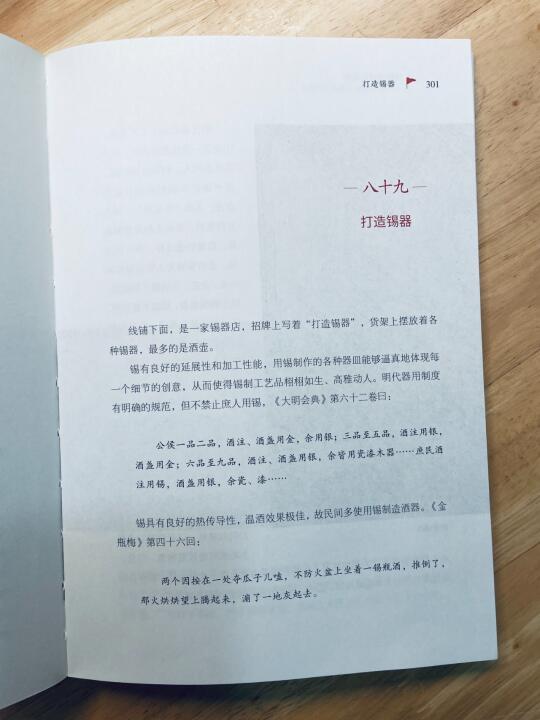 打造锡器 301
八十九
打造锡器
线铺下面，是一家锡器店，招牌上写着“打造锡器”，货架上摆放着各
种锡器，最多的是酒壶。
锡有良好的延展性和加工性能，用锡制作的各种器皿能够逼真地体现每
一个细节的创意，从而使得锡制工艺品栩栩如生、高雅动人。明代器用制度
有明确的规范，但不禁止庶人用锡，《大明会典》第六十二卷曰：
公侯一品二品，酒注、酒盏用金，余用银；三品至五品，酒注用银，
酒盏用金；六品至九品，酒注、酒盏用银，余皆用瓷漆木器……庶民酒
注用锡，酒盏用银，余瓷、漆……
锡具有良好的热传导性，温酒效果极佳，故民间多使用锡制造酒器。《金
瓶梅》第四十六回：
两个因按在一处夺瓜子儿嗑，不防火盆上坐着一锡瓶酒，推倒了，
那火烘烘望上腾起来，漰了一地灰起去。